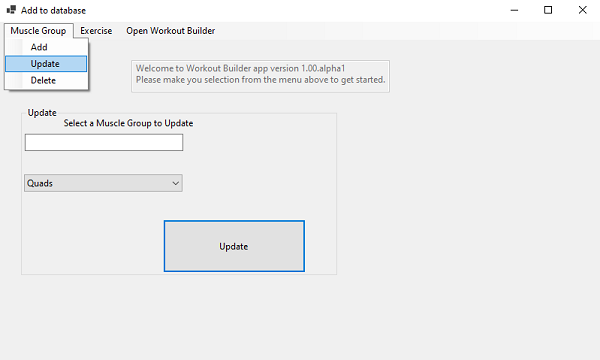 Add to database
Muscle Group Exercise Open Workout Builder
Add
Update
Delete
Welcome to Workout Builder app version 1.00.alpha1
Please make you selection from the menu above to get started.
Update
Select a Muscle Group to Update
Quads
Update